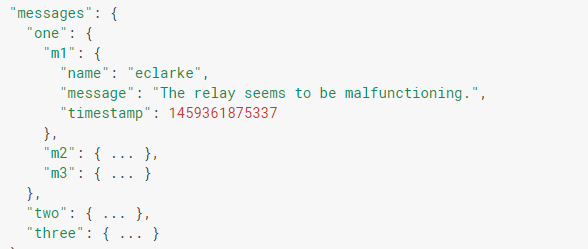 "messages": {
"one": {
"m1": {
"name": "eclarke",
"message": "The relay seems to be malfunctioning.",
"timestamp": 1459361875337
},
"m2": { ... },
"m3": { ... }
},
"two": { ... },
"three": { ... }